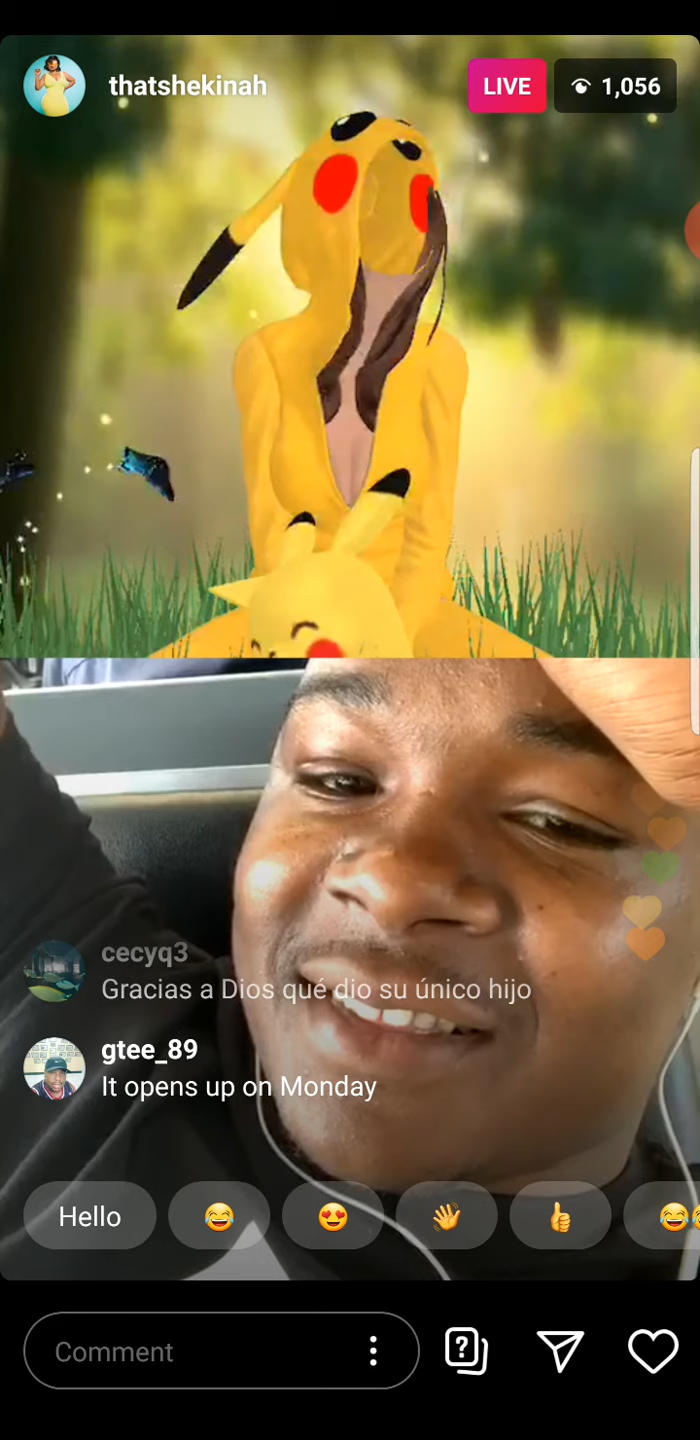 thatshekinah
LIVE
1,056
cecyq3
Gracias a Dios qué dio su único hijo
gtee_89
It opens up on Monday
Hello
Comment